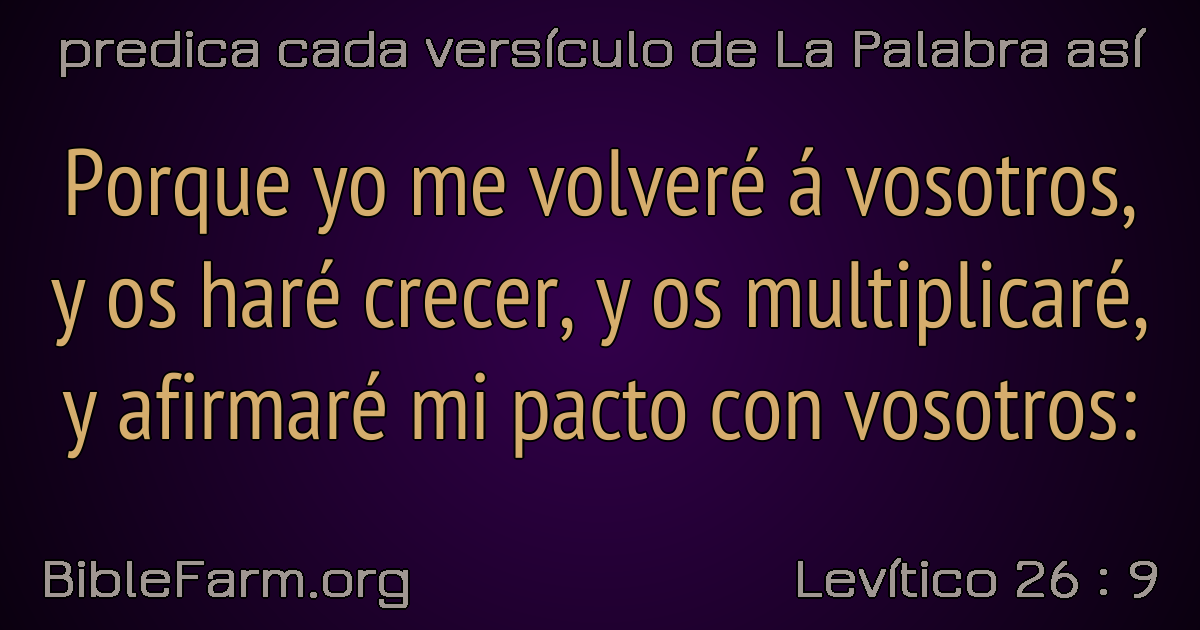 predica cada versículo de La Palabra así
Porque yo me volveré á vosotros,
y os haré crecer, y os multiplicaré,
y afirmaré mi pacto con vosotros:
BibleFarm.org
Levítico 26 : 9